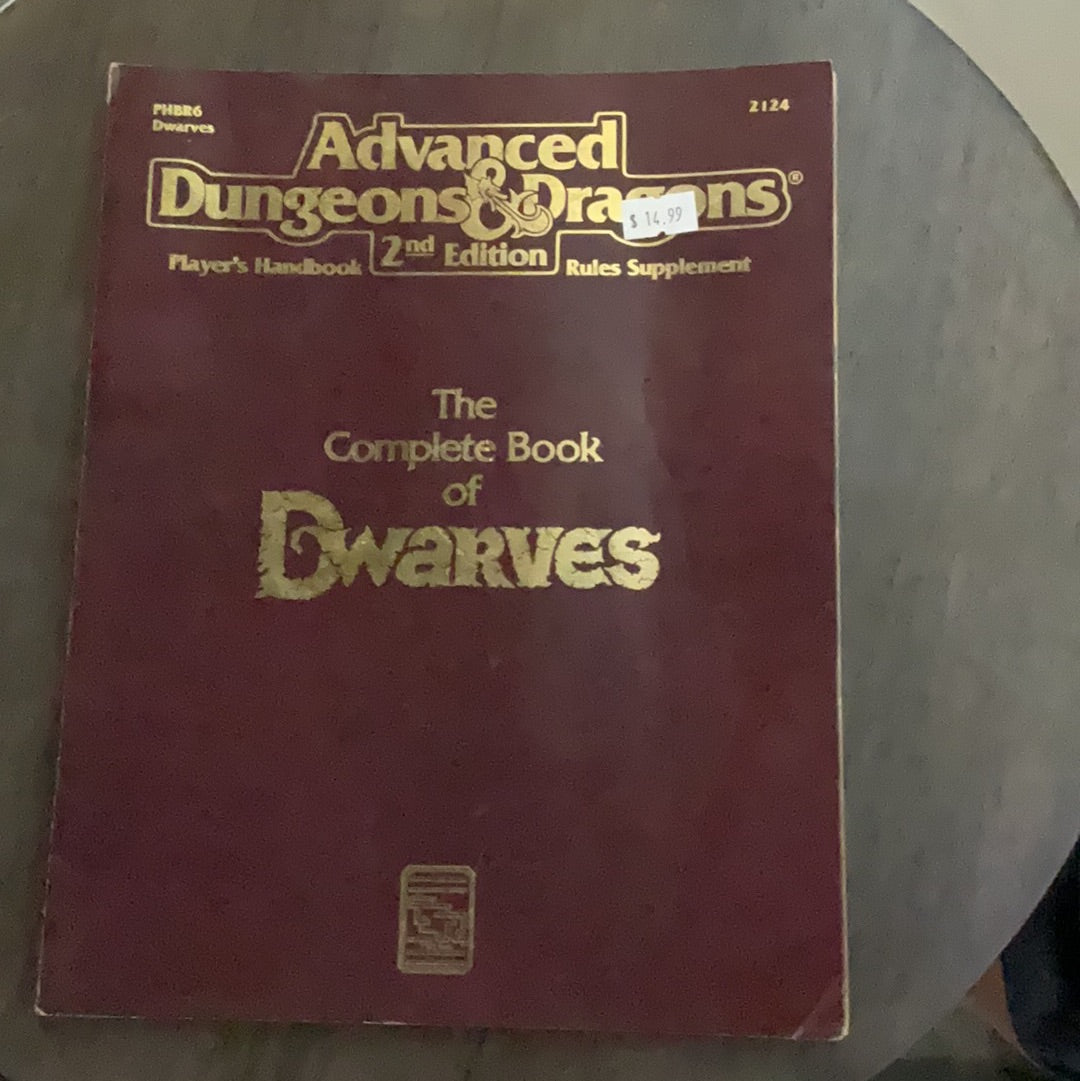 PHBR6
Dwarves
2124
Advanced
Dungeons & Dragons®
$ 14.99
2nd Edition
Player's Handbook
Rules Supplement
The
Complete Book
of
Dwarves